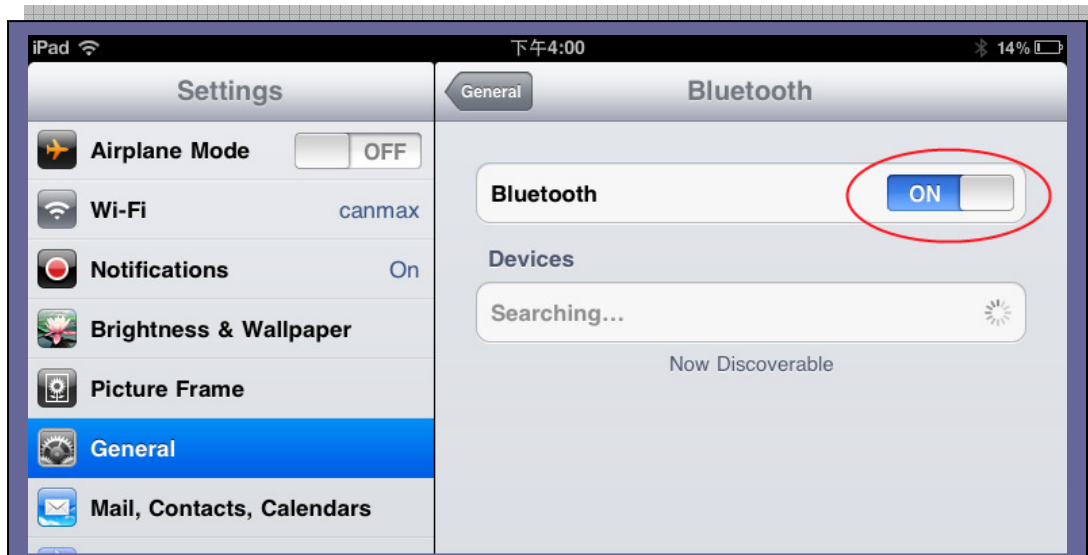 iPad 下午4:00 14%
Settings
Airplane Mode OFF
Wi-Fi canmax
Notifications On
Brightness & Wallpaper
Picture Frame
General
Mail, Contacts, Calendars
General Bluetooth
Bluetooth ON
Devices
Searching...
Now Discoverable